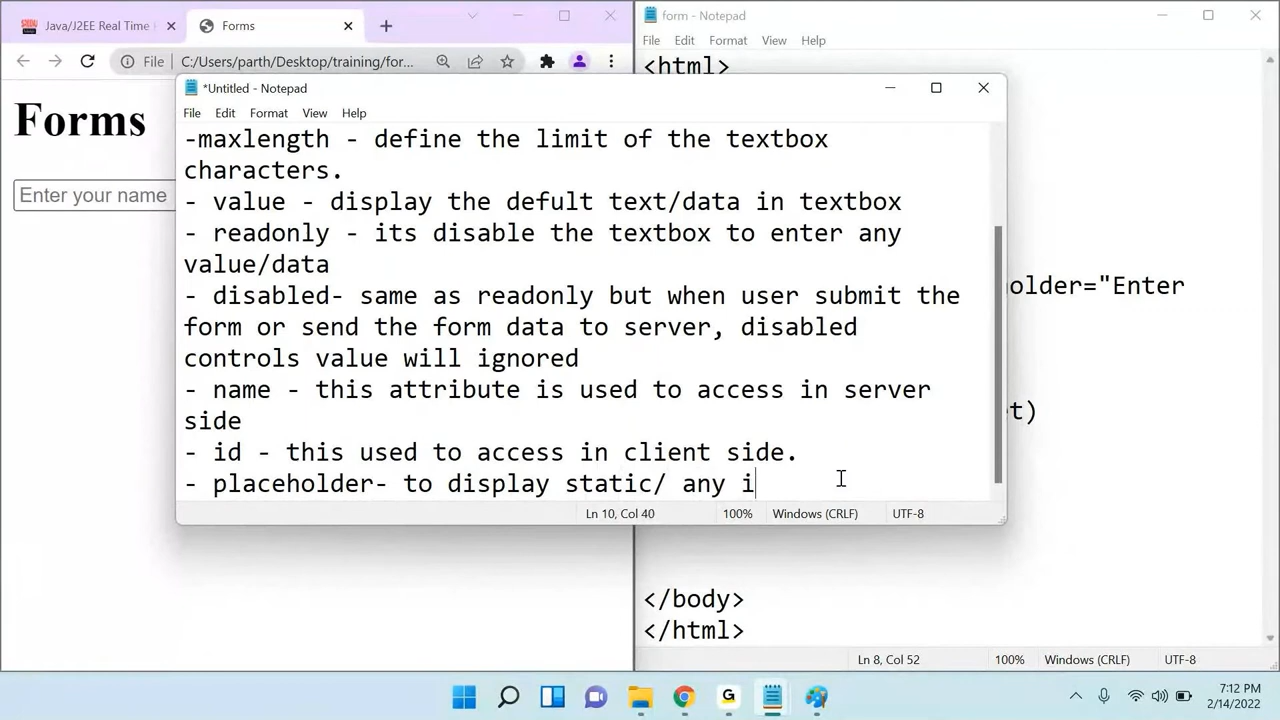 Java/J2EE Real Time
Forms
form - Notepad
File Edit Format View Help
File C:/Users/parth/Desktop/training/for...
<html>
*Untitled - Notepad
File Edit Format View Help
Forms
Enter your name
-maxlength - define the limit of the textbox
characters.
- value - display the defult text/data in textbox
- readonly - its disable the textbox to enter any
value/data
- disabled- same as readonly but when user submit the
form or send the form data to server, disabled
controls value will ignored
- name - this attribute is used to access in server
side
- id - this used to access in client side.
- placeholder- to display static/ any i
Ln 10, Col 40 100% Windows (CRLF) UTF-8
older="Enter
t)
</body>
</html>
Ln 8, Col 52 100% Windows (CRLF) UTF-8
G
7:12 PM
2/14/2022